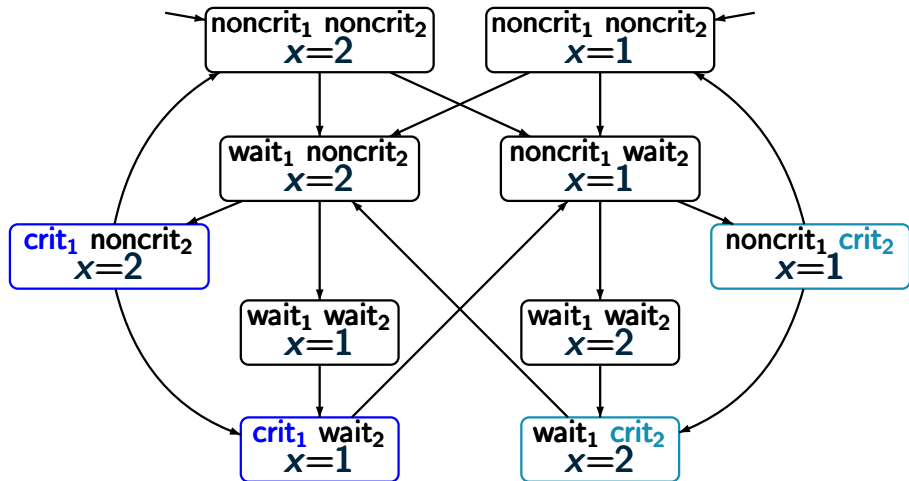 noncrit₁ noncrit₂
x=2
noncrit₁ noncrit₂
x=1
wait₁ noncrit₂
x=2
noncrit₁ wait₂
x=1
crit₁ noncrit₂
x=2
noncrit₁ crit₂
x=1
wait₁ wait₂
x=1
wait₁ wait₂
x=2
crit₁ wait₂
x=1
wait₁ crit₂
x=2